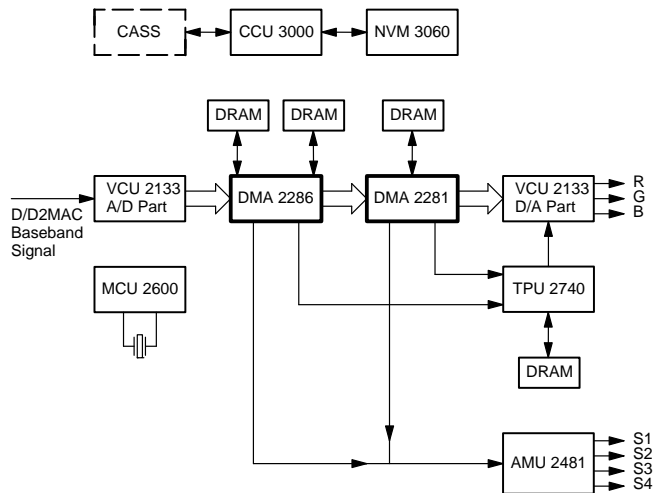 CASS
CCU 3000
NVM 3060
DRAM
DRAM
DRAM
VCU 2133
A/D Part
DMA 2286
DMA 2281
VCU 2133
D/A Part
R
G
B
D/D2MAC
Baseband
Signal
MCU 2600
TPU 2740
DRAM
AMU 2481
S1
S2
S3
S4